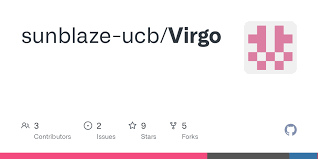 sunblaze-ucb/Virgo
3
Contributors
2
Issues
9
Stars
5
Forks